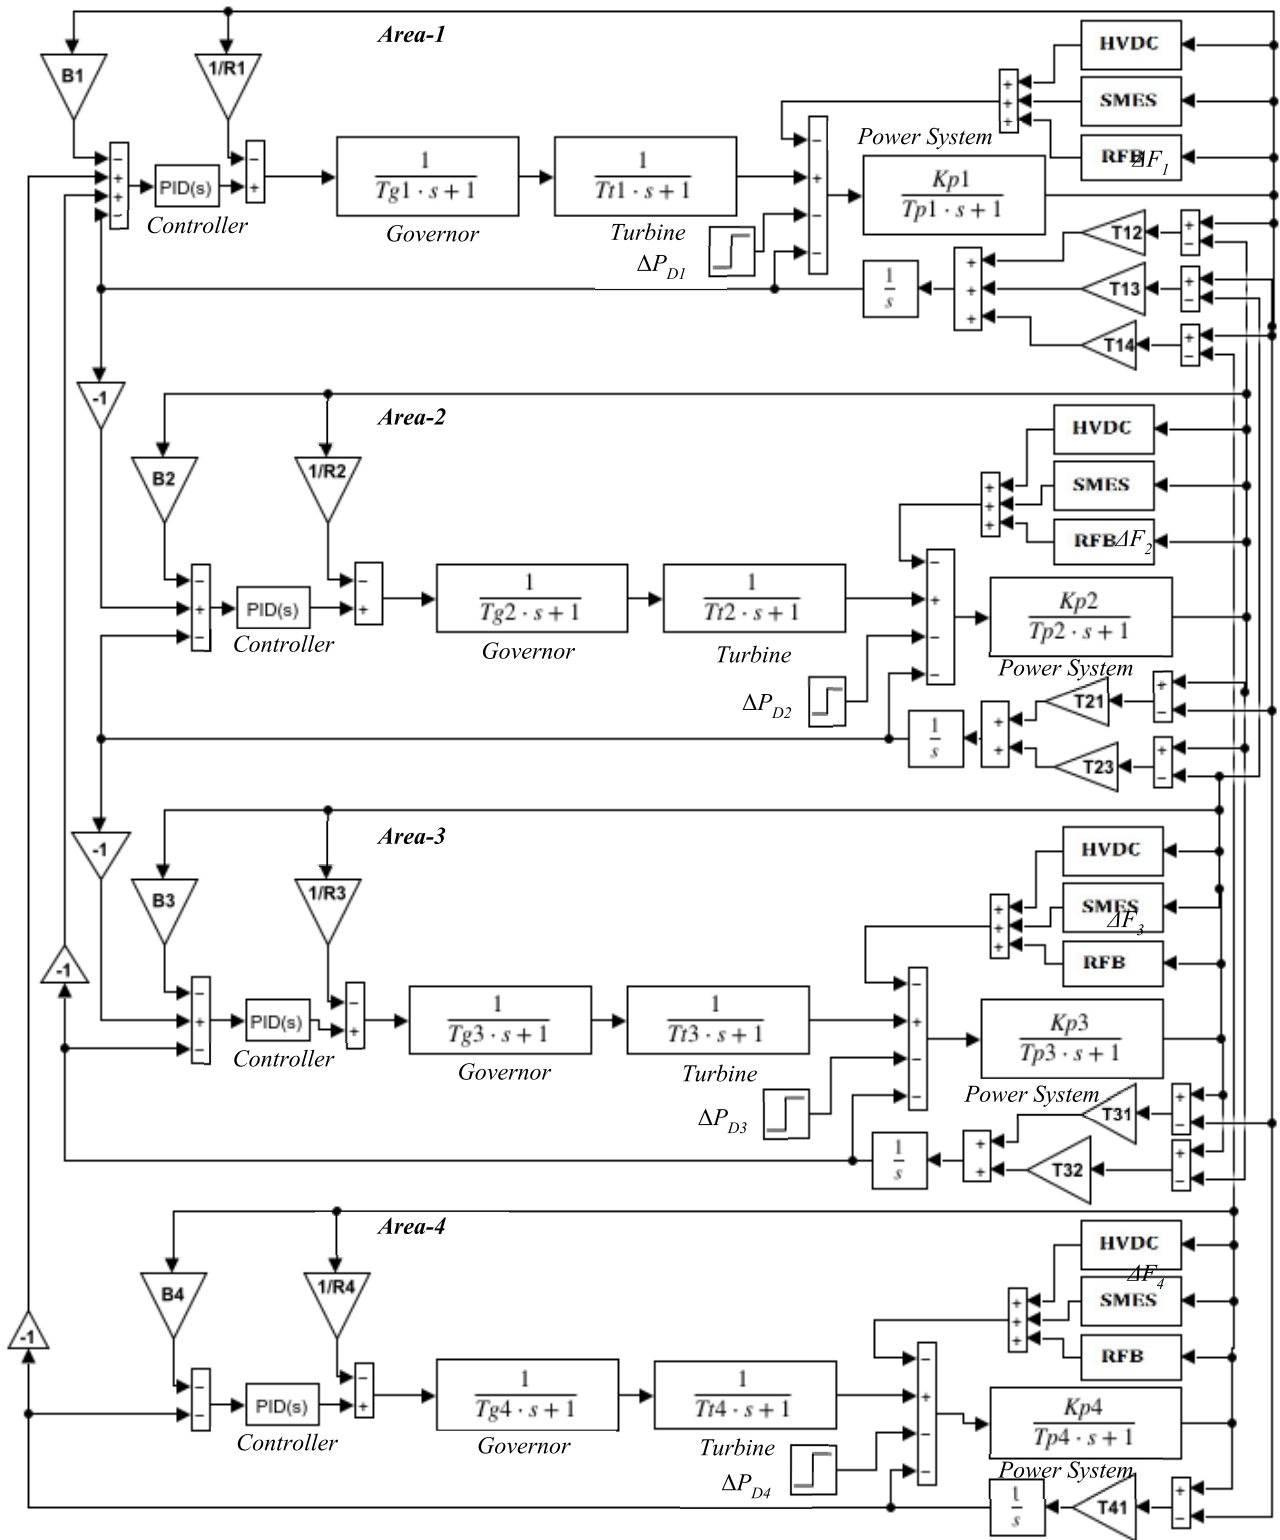 Area-1
B1
1/R1
HVDC
SMES
RFB
ΔF1
−
+
+
−
PID(s)
Controller
−
+
1
Tg1 · s + 1
Governor
1
Tt1 · s + 1
Turbine
ΔPD1
−
+
−
−
+
+
+
Power System
Kp1
Tp1 · s + 1
T12
+
−
T13
+
−
T14
+
−
+
+
+
1
s
-1
Area-2
B2
1/R2
HVDC
SMES
RFB
ΔF2
−
+
−
PID(s)
Controller
−
+
1
Tg2 · s + 1
Governor
1
Tt2 · s + 1
Turbine
ΔPD2
−
+
−
−
+
+
+
Kp2
Tp2 · s + 1
Power System
T21
+
−
T23
+
−
+
+
1
s
-1
Area-3
B3
1/R3
HVDC
SMES
ΔF3
RFB
-1
−
+
−
PID(s)
Controller
−
+
1
Tg3 · s + 1
Governor
1
Tt3 · s + 1
Turbine
ΔPD3
−
+
−
−
+
+
+
Kp3
Tp3 · s + 1
Power System
T31
+
−
T32
+
−
+
+
1
s
Area-4
B4
1/R4
HVDC
ΔF4
SMES
RFB
-1
−
−
PID(s)
Controller
−
+
1
Tg4 · s + 1
Governor
1
Tt4 · s + 1
Turbine
ΔPD4
−
+
−
−
+
+
+
Kp4
Tp4 · s + 1
Power System
1
s
T41
+
−